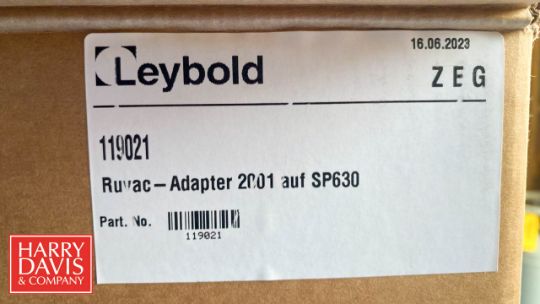 16.06.2023
Leybold
ZEG
119021
Ruvac-Adapter 2001 auf SP630
Part. No.
119021
HARRY
DAVIS
& COMPANY